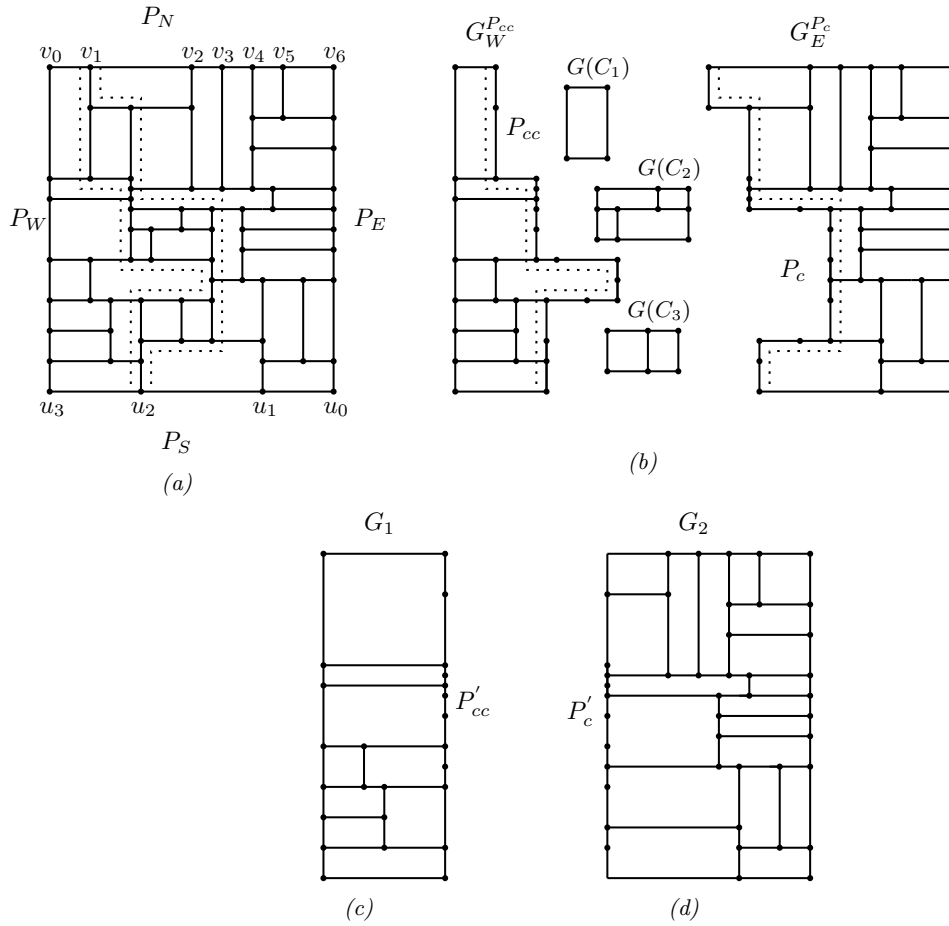 P_N
v_0 v_1 v_2 v_3 v_4 v_5 v_6
P_W
P_E
u_3 u_2 u_1 u_0
P_S
(a)
G_W^{P_{cc}}
G(C_1)
G_E^{P_c}
P_{cc}
G(C_2)
P_c
G(C_3)
(b)
G_1
P'_{cc}
(c)
G_2
P'_c
(d)